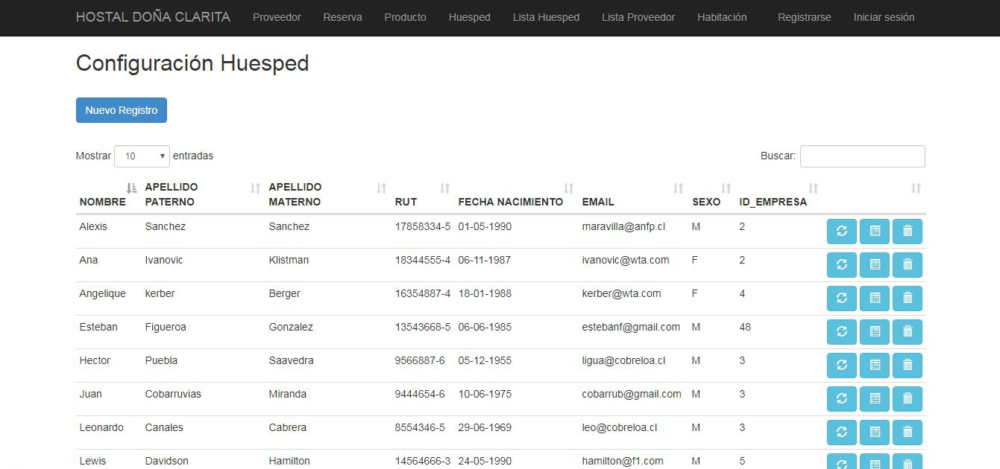 HOSTAL DOÑA CLARITA Proveedor Reserva Producto Huesped Lista Huesped Lista Proveedor Habitación Registrarse Iniciar sesión
Configuración Huesped
Nuevo Registro
Mostrar 10 entradas Buscar:
NOMBRE APELLIDO PATERNO APELLIDO MATERNO RUT FECHA NACIMIENTO EMAIL SEXO ID_EMPRESA
Alexis Sanchez Sanchez 17858334-5 01-05-1990 maravilla@anfp.cl M 2
Ana Ivanovic Klistman 18344555-4 06-11-1987 ivanovic@wta.com F 2
Angelique kerber Berger 16354887-4 18-01-1988 kerber@wta.com F 4
Esteban Figueroa Gonzalez 13543668-5 06-06-1985 estebanf@gmail.com M 48
Hector Puebla Saavedra 9566887-6 05-12-1955 ligua@cobreloa.cl M 3
Juan Cobarruvias Miranda 9444654-6 10-06-1975 cobarrub@gmail.com M 3
Leonardo Canales Cabrera 8554346-5 29-06-1969 leo@cobreloa.cl M 3
Lewis Davidson Hamilton 14564666-3 24-05-1990 hamilton@f1.com M 5